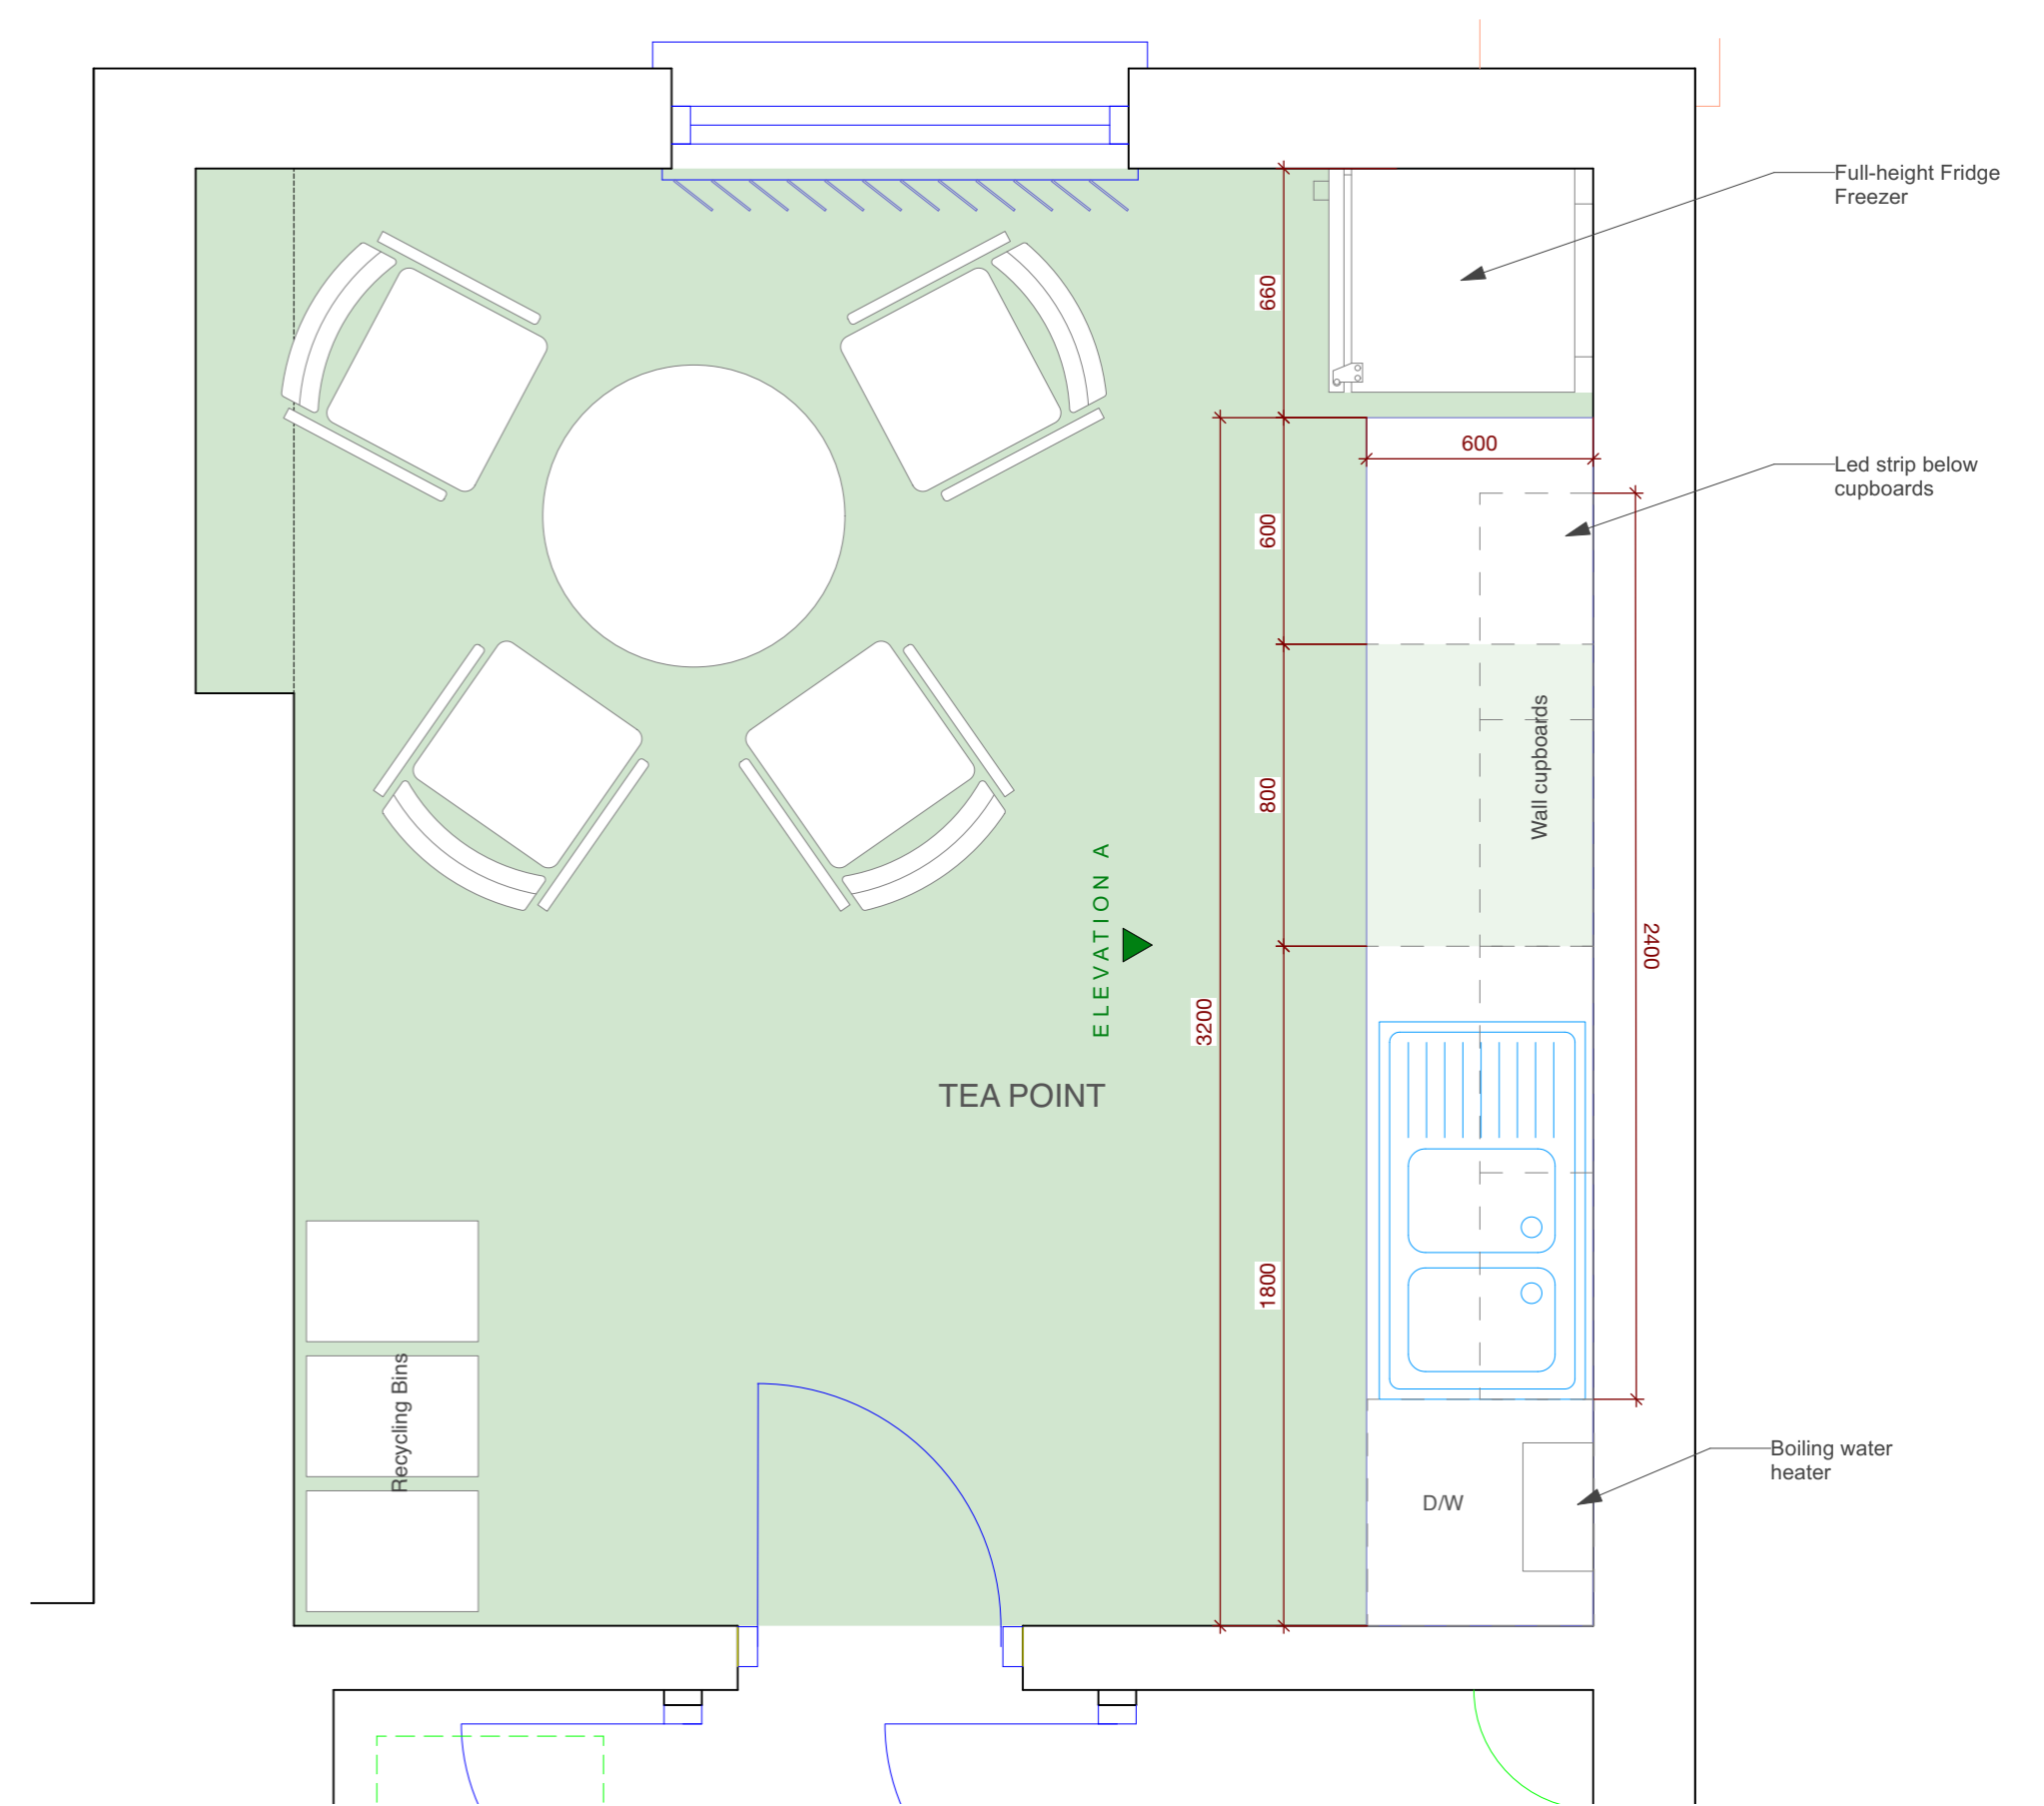 Full-height Fridge
Freezer
660
600
Led strip below
cupboards
600
Wall cupboards
800
ELEVATION A
2400
3200
TEA POINT
1800
Recycling Bins
Boiling water
heater
D/W